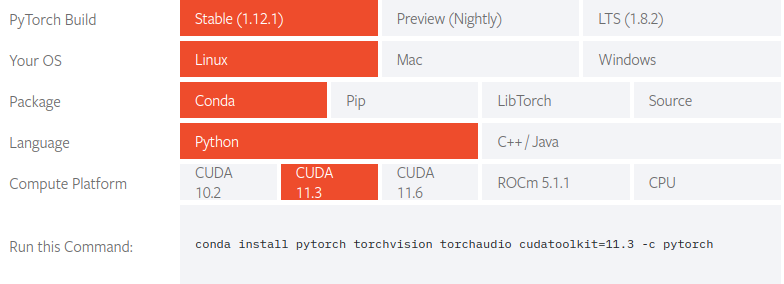 PyTorch Build
Stable (1.12.1)
Preview (Nightly)
LTS (1.8.2)
Your OS
Linux
Mac
Windows
Package
Conda
Pip
LibTorch
Source
Language
Python
C++ / Java
Compute Platform
CUDA
10.2
CUDA
11.3
CUDA
11.6
ROCm 5.1.1
CPU
Run this Command:
conda install pytorch torchvision torchaudio cudatoolkit=11.3 -c pytorch